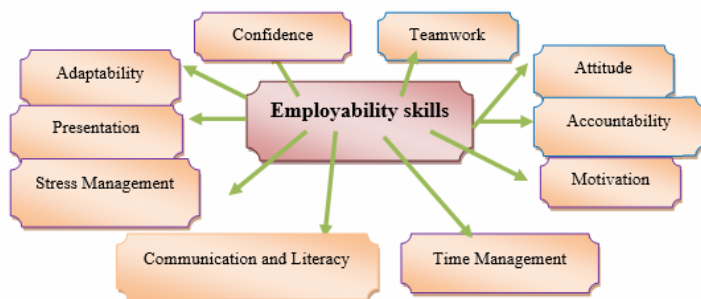 Confidence
Teamwork
Adaptability
Attitude
Employability skills
Presentation
Accountability
Stress Management
Motivation
Communication and Literacy
Time Management